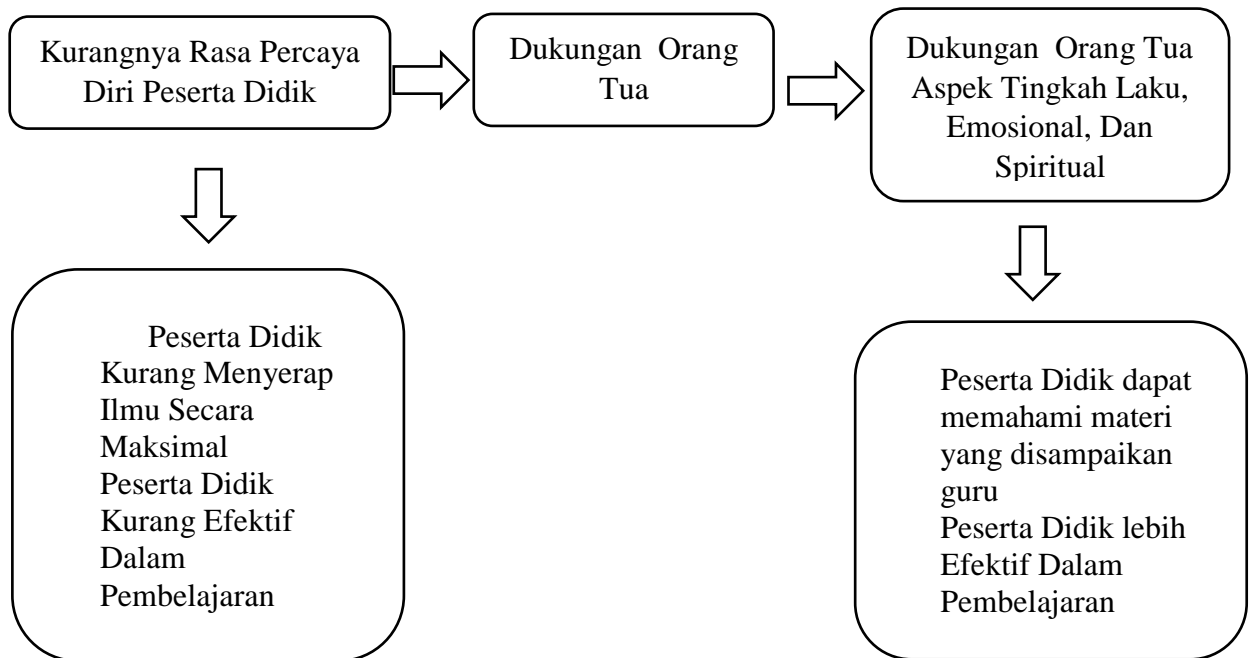 Kurangnya Rasa Percaya
Diri Peserta Didik
Dukungan Orang
Tua
Dukungan Orang Tua
Aspek Tingkah Laku,
Emosional, Dan
Spiritual
Peserta Didik
Kurang Menyerap
Ilmu Secara
Maksimal
Peserta Didik
Kurang Efektif
Dalam
Pembelajaran
Peserta Didik dapat
memahami materi
yang disampaikan
guru
Peserta Didik lebih
Efektif Dalam
Pembelajaran